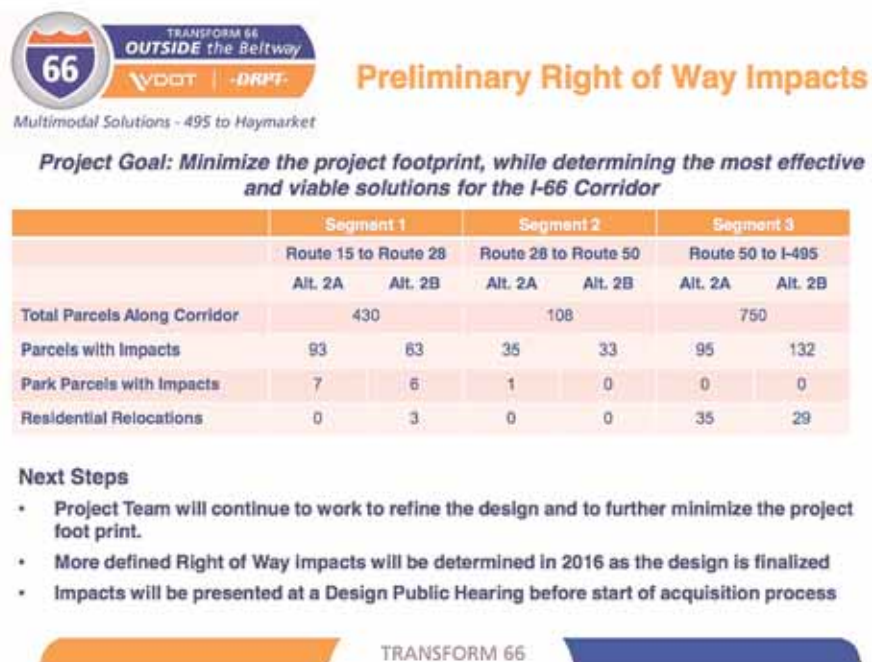 TRANSFORM 66
OUTSIDE the Beltway
66
VDOT | -DRPT-
Multimodal Solutions - 495 to Haymarket
Preliminary Right of Way Impacts
Project Goal: Minimize the project footprint, while determining the most effective
and viable solutions for the I-66 Corridor
Segment 1 Segment 2 Segment 3
Route 15 to Route 28 Route 28 to Route 50 Route 50 to I-495
Alt. 2A Alt. 2B Alt. 2A Alt. 2B Alt. 2A Alt. 2B
Total Parcels Along Corridor 430 108 750
Parcels with Impacts 93 63 35 33 95 132
Park Parcels with Impacts 7 6 1 0 0 0
Residential Relocations 0 3 0 0 35 29
Next Steps
• Project Team will continue to work to refine the design and to further minimize the project
foot print.
• More defined Right of Way impacts will be determined in 2016 as the design is finalized
• Impacts will be presented at a Design Public Hearing before start of acquisition process
TRANSFORM 66